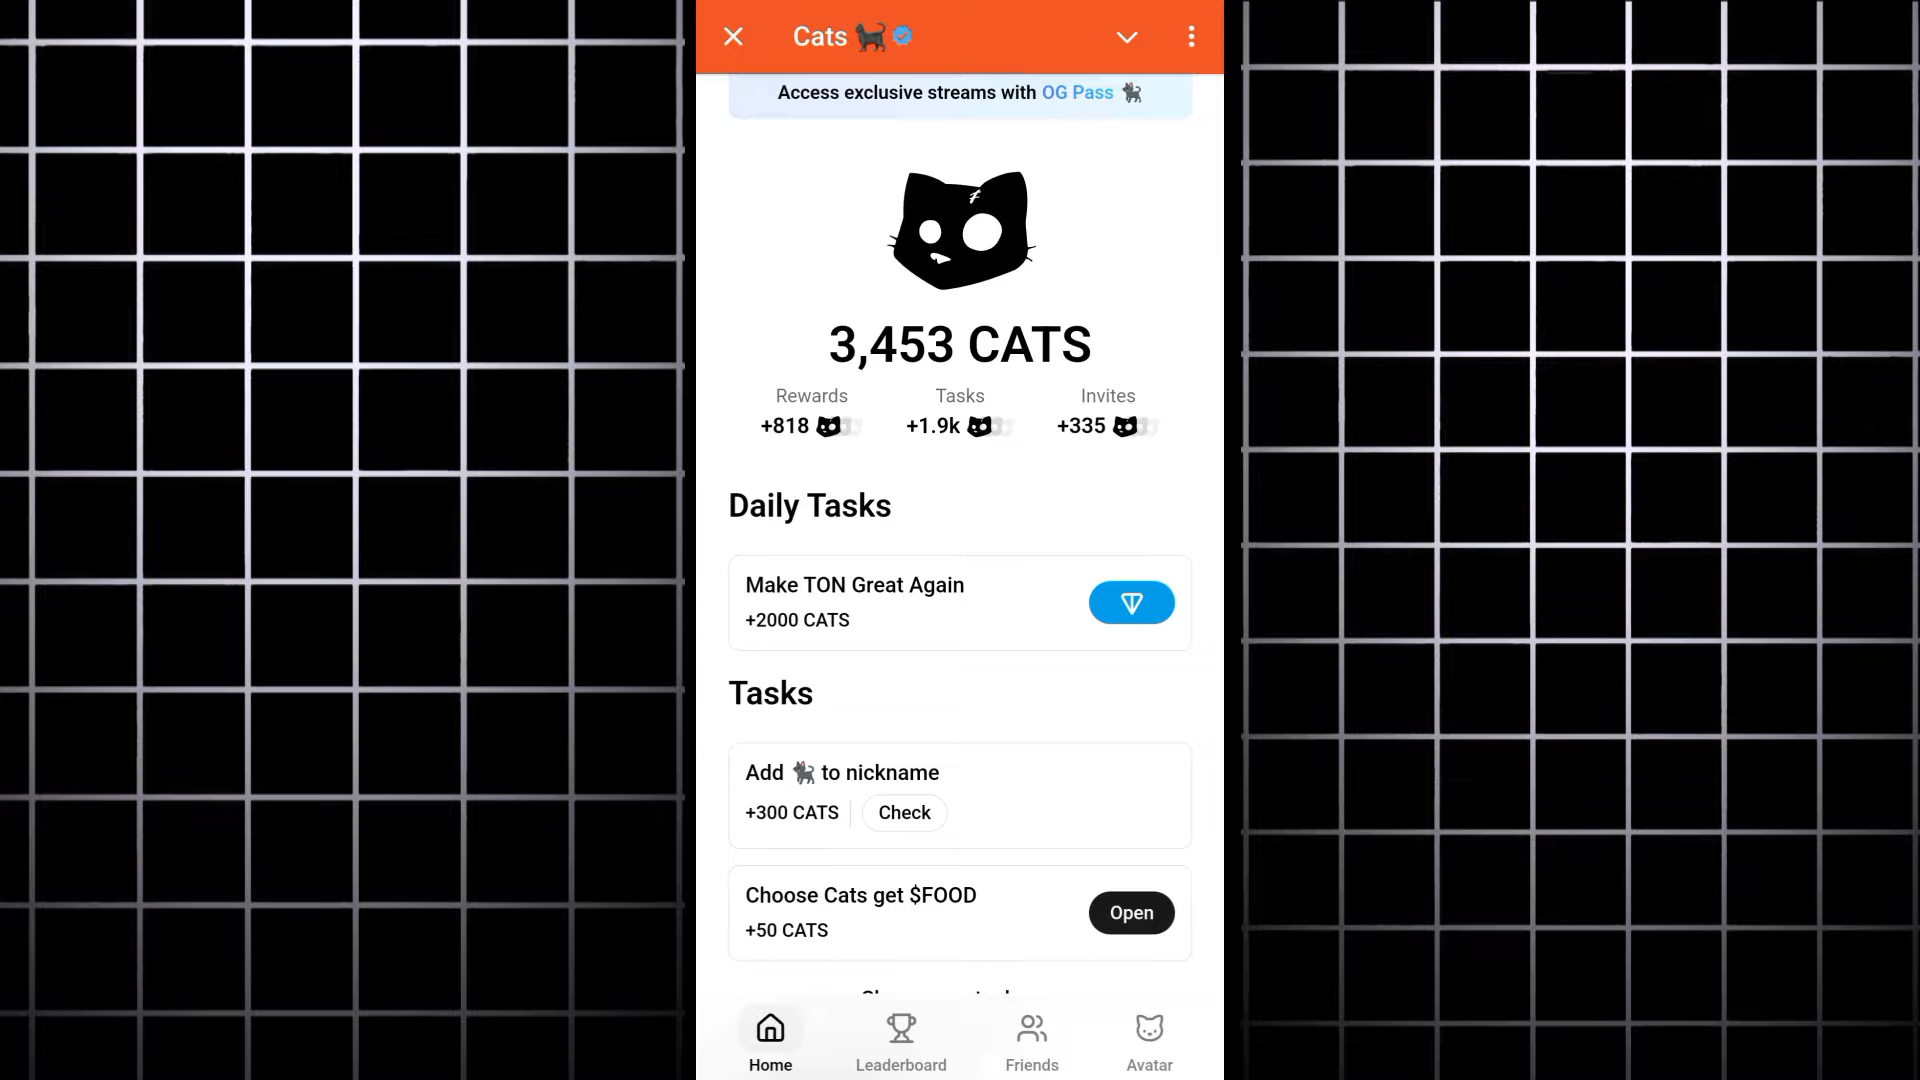 Cats
Access exclusive streams with OG Pass
3,453 CATS
Rewards Tasks Invites
+818 +1.9k +335
Daily Tasks
Make TON Great Again
+2000 CATS
Tasks
Add to nickname
+300 CATS Check
Choose Cats get $FOOD
+50 CATS
Open
Home Leaderboard Friends Avatar